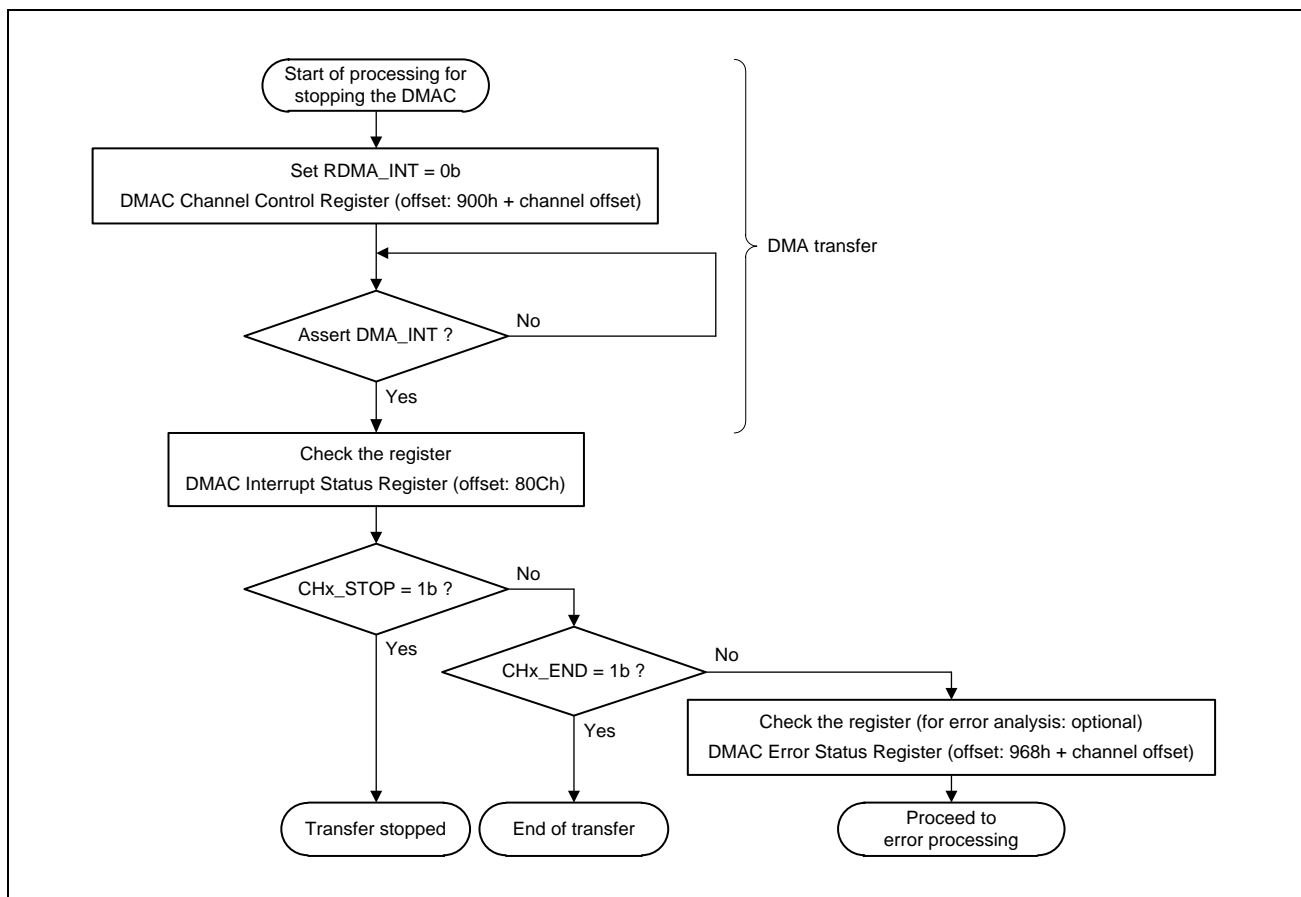 Start of processing for
stopping the DMAC
Set RDMA_INT = 0b
DMAC Channel Control Register (offset: 900h + channel offset)
DMA transfer
Assert DMA_INT ?
No
Yes
Check the register
DMAC Interrupt Status Register (offset: 80Ch)
CHx_STOP = 1b ?
No
Yes
CHx_END = 1b ?
No
Yes
Check the register (for error analysis: optional)
DMAC Error Status Register (offset: 968h + channel offset)
Transfer stopped
End of transfer
Proceed to
error processing